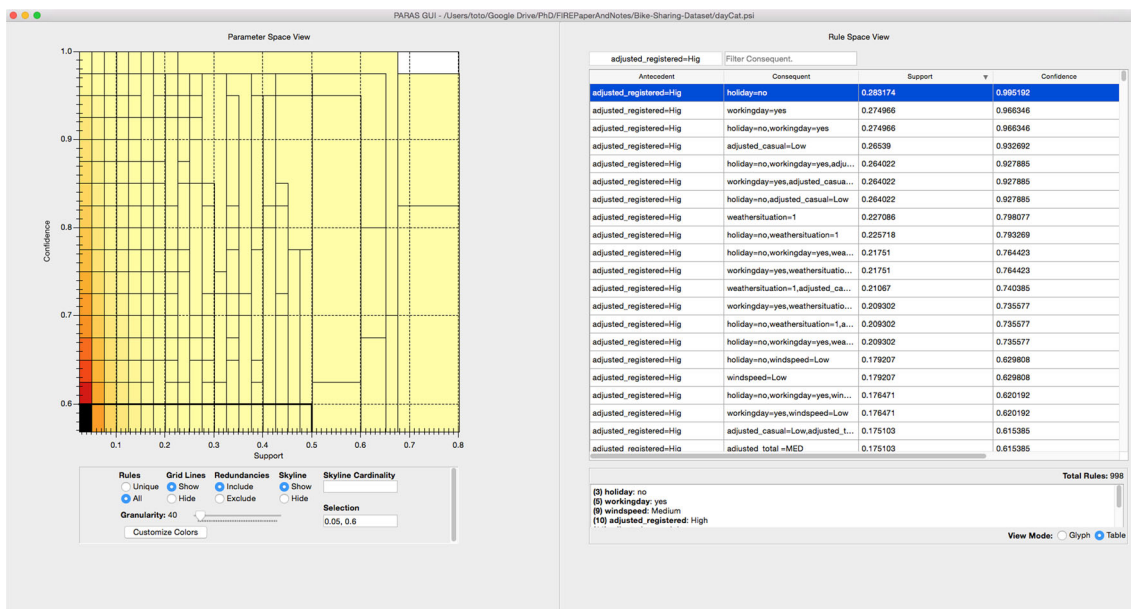 PARAS GUI - /Users/toto/Google Drive/PhD/FIREPaperAndNotes/Bike-Sharing-Dataset/dayCat.psi
Parameter Space View
1.0
0.9
0.8
0.7
0.6
Confidence
0.1 0.2 0.3 0.4 0.5 0.6 0.7 0.8
Support
Rules Grid Lines Redundancies Skyline Skyline Cardinality
Unique Show Include Show
All Hide Exclude Hide
Selection
Granularity: 40
0.05, 0.6
Customize Colors
Rule Space View
adjusted_registered=Hig Filter Consequent.
Antecedent Consequent Support ▼ Confidence
adjusted_registered=Hig holiday=no 0.283174 0.995192
adjusted_registered=Hig workingday=yes 0.274966 0.966346
adjusted_registered=Hig holiday=no,workingday=yes 0.274966 0.966346
adjusted_registered=Hig adjusted_casual=Low 0.26539 0.932692
adjusted_registered=Hig holiday=no,workingday=yes,adju... 0.264022 0.927885
adjusted_registered=Hig workingday=yes,adjusted_casua... 0.264022 0.927885
adjusted_registered=Hig holiday=no,adjusted_casual=Low 0.264022 0.927885
adjusted_registered=Hig weathersituation=1 0.227086 0.798077
adjusted_registered=Hig holiday=no,weathersituation=1 0.225718 0.793269
adjusted_registered=Hig holiday=no,workingday=yes,wea... 0.21751 0.764423
adjusted_registered=Hig workingday=yes,weathersituatio... 0.21751 0.764423
adjusted_registered=Hig weathersituation=1,adjusted_ca... 0.21067 0.740385
adjusted_registered=Hig workingday=yes,weathersituatio... 0.209302 0.735577
adjusted_registered=Hig holiday=no,weathersituation=1,a... 0.209302 0.735577
adjusted_registered=Hig holiday=no,workingday=yes,wea... 0.209302 0.735577
adjusted_registered=Hig holiday=no,windspeed=Low 0.179207 0.629808
adjusted_registered=Hig windspeed=Low 0.179207 0.629808
adjusted_registered=Hig holiday=no,workingday=yes,win... 0.176471 0.620192
adjusted_registered=Hig workingday=yes,windspeed=Low 0.176471 0.620192
adjusted_registered=Hig adjusted_casual=Low,adjusted_t... 0.175103 0.615385
adjusted_registered=Hig adjusted_total =MED 0.175103 0.615385
Total Rules: 998
(3) holiday: no
(5) workingday: yes
(9) windspeed: Medium
(10) adjusted_registered: High
View Mode: Glyph Table